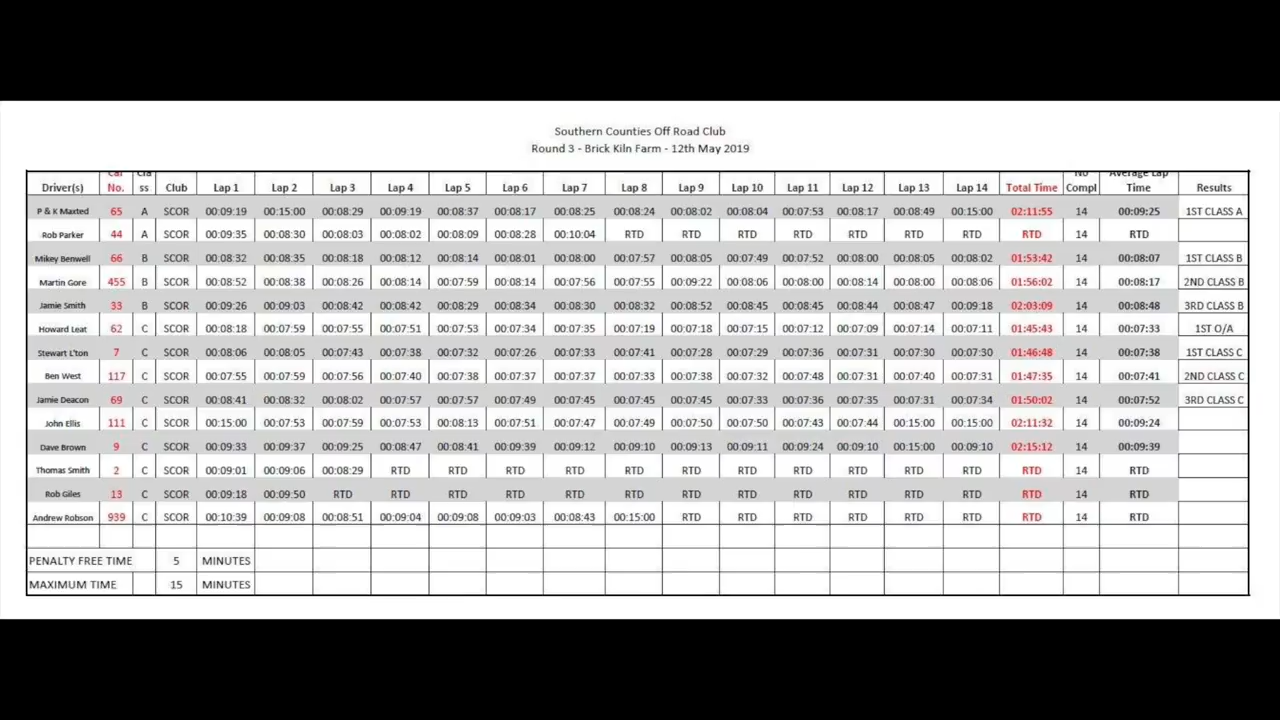 Southern Counties Off Road Club
Round 3 - Brick Kiln Farm - 12th May 2019
Driver(s) Car No. Cla ss Club Lap 1 Lap 2 Lap 3 Lap 4 Lap 5 Lap 6 Lap 7 Lap 8 Lap 9 Lap 10 Lap 11 Lap 12 Lap 13 Lap 14 Total Time No Compl Average Lap Time Results
P & K Maxted 65 A SCOR 00:09:19 00:15:00 00:08:29 00:09:19 00:08:37 00:08:17 00:08:25 00:08:24 00:08:02 00:08:04 00:07:53 00:08:17 00:08:49 00:15:00 02:11:55 14 00:09:25 1ST CLASS A
Rob Parker 44 A SCOR 00:09:35 00:08:30 00:08:03 00:08:02 00:08:09 00:08:28 00:10:04 RTD RTD RTD RTD RTD RTD RTD RTD 14 RTD
Mikey Benwell 66 B SCOR 00:08:32 00:08:35 00:08:18 00:08:12 00:08:14 00:08:01 00:08:00 00:07:57 00:08:05 00:07:49 00:07:52 00:08:00 00:08:05 00:08:02 01:53:42 14 00:08:07 1ST CLASS B
Martin Gore 455 B SCOR 00:08:52 00:08:38 00:08:26 00:08:14 00:07:59 00:08:14 00:07:56 00:07:55 00:09:22 00:08:06 00:08:00 00:08:14 00:08:00 00:08:06 01:56:02 14 00:08:17 2ND CLASS B
Jamie Smith 33 B SCOR 00:09:26 00:09:03 00:08:42 00:08:42 00:08:29 00:08:34 00:08:30 00:08:32 00:08:52 00:08:45 00:08:45 00:08:44 00:08:47 00:09:18 02:03:09 14 00:08:48 3RD CLASS B
Howard Leat 62 C SCOR 00:08:18 00:07:59 00:07:55 00:07:51 00:07:53 00:07:34 00:07:35 00:07:19 00:07:18 00:07:15 00:07:12 00:07:09 00:07:14 00:07:11 01:45:43 14 00:07:33 1ST O/A
Stewart L'ton 7 C SCOR 00:08:06 00:08:05 00:07:43 00:07:38 00:07:32 00:07:26 00:07:33 00:07:41 00:07:28 00:07:29 00:07:36 00:07:31 00:07:30 00:07:30 01:46:48 14 00:07:38 1ST CLASS C
Ben West 117 C SCOR 00:07:55 00:07:59 00:07:56 00:07:40 00:07:38 00:07:37 00:07:37 00:07:33 00:07:38 00:07:32 00:07:48 00:07:31 00:07:40 00:07:31 01:47:35 14 00:07:41 2ND CLASS C
Jamie Deacon 69 C SCOR 00:08:41 00:08:32 00:08:02 00:07:57 00:07:57 00:07:49 00:07:45 00:07:45 00:07:45 00:07:33 00:07:36 00:07:35 00:07:31 00:07:34 01:50:02 14 00:07:52 3RD CLASS C
John Ellis 111 C SCOR 00:15:00 00:07:53 00:07:59 00:07:53 00:08:13 00:07:51 00:07:47 00:07:49 00:07:50 00:07:50 00:07:43 00:07:44 00:15:00 00:15:00 02:11:32 14 00:09:24
Dave Brown 9 C SCOR 00:09:33 00:09:37 00:09:25 00:08:47 00:08:41 00:09:39 00:09:12 00:09:10 00:09:13 00:09:11 00:09:24 00:09:10 00:15:00 00:09:10 02:15:12 14 00:09:39
Thomas Smith 2 C SCOR 00:09:01 00:09:06 00:08:29 RTD RTD RTD RTD RTD RTD RTD RTD RTD RTD RTD RTD 14 RTD
Rob Giles 13 C SCOR 00:09:18 00:09:50 RTD RTD RTD RTD RTD RTD RTD RTD RTD RTD RTD RTD RTD 14 RTD
Andrew Robson 939 C SCOR 00:10:39 00:09:08 00:08:51 00:09:04 00:09:08 00:09:03 00:08:43 00:15:00 RTD RTD RTD RTD RTD RTD RTD 14 RTD
PENALTY FREE TIME 5 MINUTES
MAXIMUM TIME 15 MINUTES